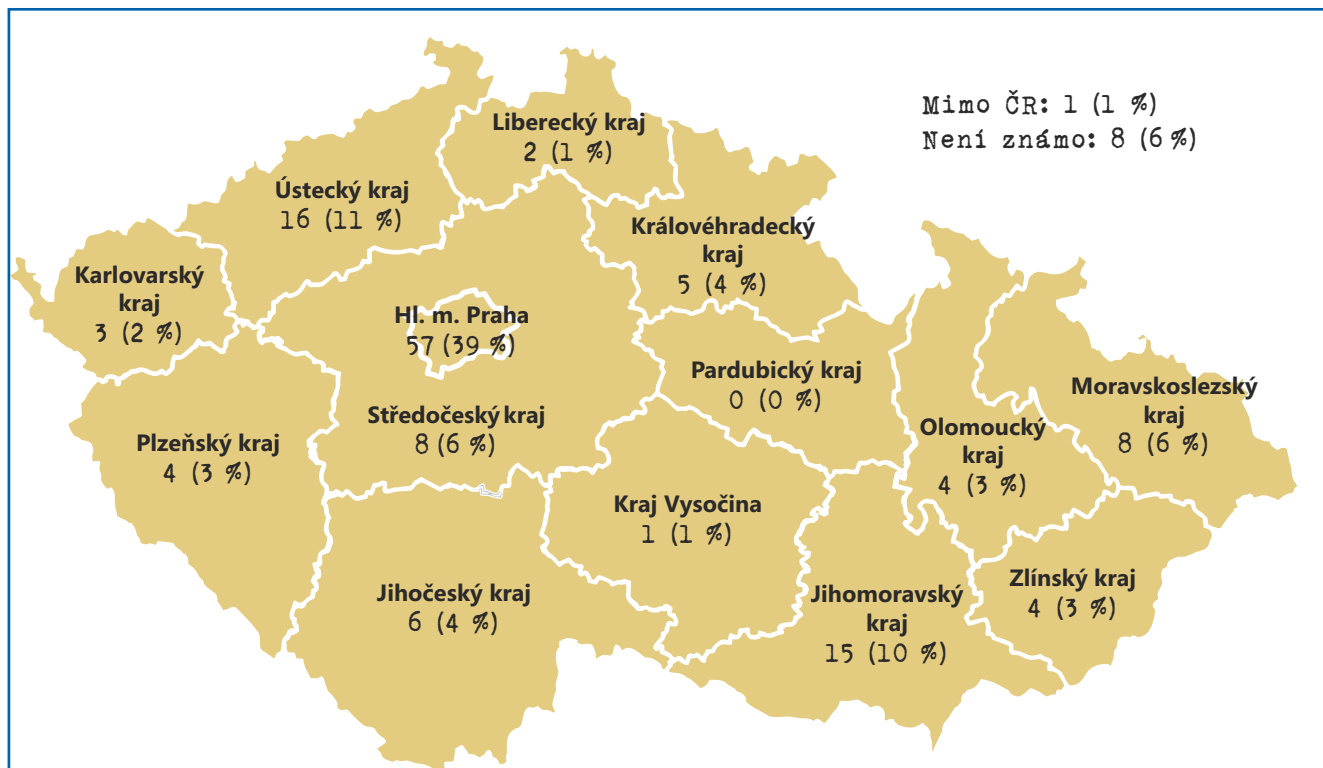 Mimo ČR: 1 (1 %)
Není známo: 8 (6 %)
Liberecký kraj
2 (1 %)
Ústecký kraj
16 (11 %)
Královéhradecký
kraj
5 (4 %)
Karlovarský
kraj
3 (2 %)
Hl. m. Praha
57 (39 %)
Pardubický kraj
0 (0 %)
Moravskoslezský
kraj
8 (6 %)
Středočeský kraj
8 (6 %)
Olomoucký
kraj
4 (3 %)
Plzeňský kraj
4 (3 %)
Kraj Vysočina
1 (1 %)
Zlínský kraj
4 (3 %)
Jihočeský kraj
6 (4 %)
Jihomoravský
kraj
15 (10 %)